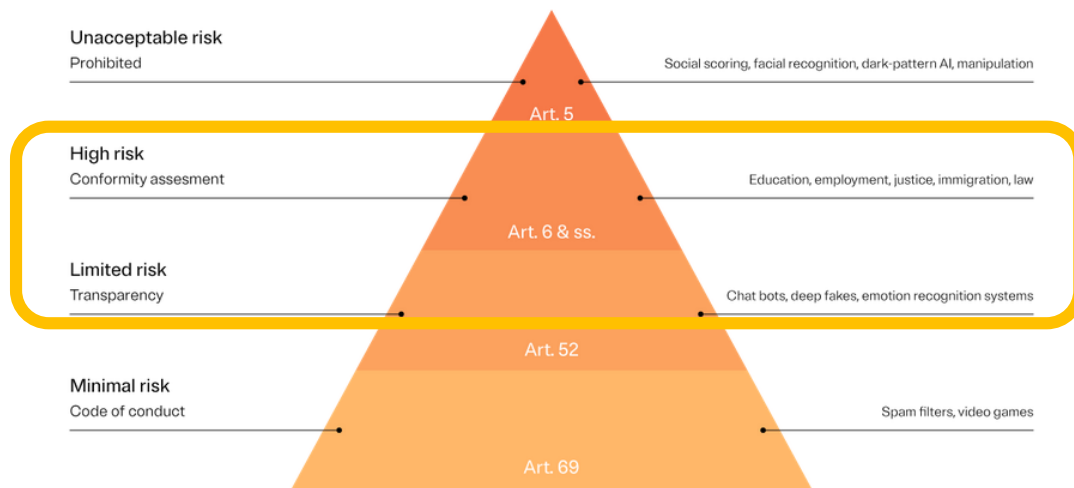 Unacceptable risk
Prohibited
Social scoring, facial recognition, dark-pattern AI, manipulation
Art. 5
High risk
Conformity assesment
Education, employment, justice, immigration, law
Art. 6 & ss.
Limited risk
Transparency
Chat bots, deep fakes, emotion recognition systems
Art. 52
Minimal risk
Code of conduct
Spam filters, video games
Art. 69